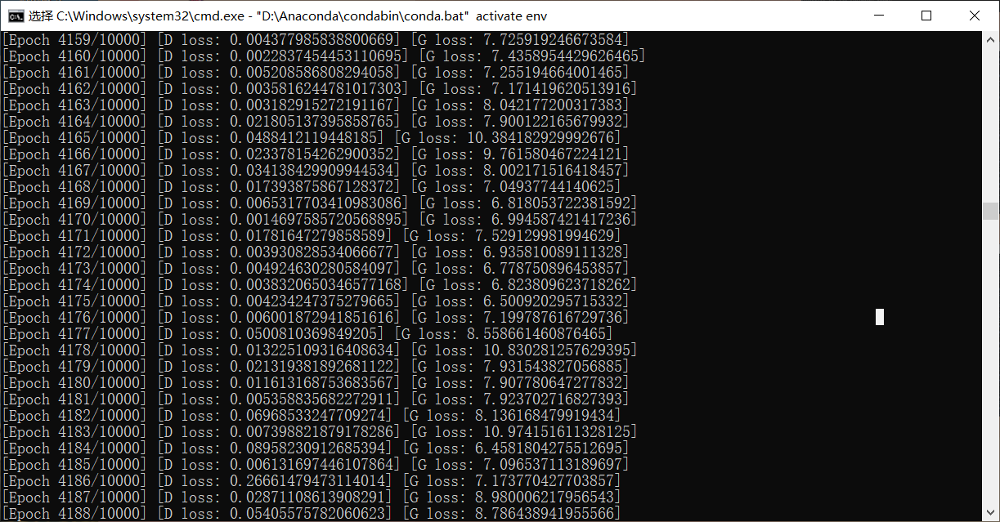 选择 C:\Windows\system32\cmd.exe - "D:\Anaconda\condabin\conda.bat" activate env
[Epoch 4159/10000] [D loss: 0.004377985838800669] [G loss: 7.725919246673584]
[Epoch 4160/10000] [D loss: 0.0022837454453110695] [G loss: 7.4358954429626465]
[Epoch 4161/10000] [D loss: 0.005208586808294058] [G loss: 7.255194664001465]
[Epoch 4162/10000] [D loss: 0.0035816244781017303] [G loss: 7.171419620513916]
[Epoch 4163/10000] [D loss: 0.003182915272191167] [G loss: 8.042177200317383]
[Epoch 4164/10000] [D loss: 0.021805137395858765] [G loss: 7.900122165679932]
[Epoch 4165/10000] [D loss: 0.0488412119448185] [G loss: 10.384182929992676]
[Epoch 4166/10000] [D loss: 0.023378154262900352] [G loss: 9.761580467224121]
[Epoch 4167/10000] [D loss: 0.034138429909944534] [G loss: 8.002171516418457]
[Epoch 4168/10000] [D loss: 0.017393875867128372] [G loss: 7.04937744140625]
[Epoch 4169/10000] [D loss: 0.0065317703410983086] [G loss: 6.818053722381592]
[Epoch 4170/10000] [D loss: 0.0014697585720568895] [G loss: 6.994587421417236]
[Epoch 4171/10000] [D loss: 0.01781647279858589] [G loss: 7.529129981994629]
[Epoch 4172/10000] [D loss: 0.003930828534066677] [G loss: 6.935810089111328]
[Epoch 4173/10000] [D loss: 0.004924630280584097] [G loss: 6.778750896453857]
[Epoch 4174/10000] [D loss: 0.0038320650346577168] [G loss: 6.823809623718262]
[Epoch 4175/10000] [D loss: 0.004234247375279665] [G loss: 6.500920295715332]
[Epoch 4176/10000] [D loss: 0.006001872941851616] [G loss: 7.199787616729736]
[Epoch 4177/10000] [D loss: 0.0500810369849205] [G loss: 8.558661460876465]
[Epoch 4178/10000] [D loss: 0.013225109316408634] [G loss: 10.830281257629395]
[Epoch 4179/10000] [D loss: 0.021319381892681122] [G loss: 7.931543827056885]
[Epoch 4180/10000] [D loss: 0.011613168753683567] [G loss: 7.907780647277832]
[Epoch 4181/10000] [D loss: 0.005358835682272911] [G loss: 7.923702716827393]
[Epoch 4182/10000] [D loss: 0.06968533247709274] [G loss: 8.136168479919434]
[Epoch 4183/10000] [D loss: 0.007398821879178286] [G loss: 10.974151611328125]
[Epoch 4184/10000] [D loss: 0.08958230912685394] [G loss: 6.4581804275512695]
[Epoch 4185/10000] [D loss: 0.006131697446107864] [G loss: 7.096537113189697]
[Epoch 4186/10000] [D loss: 0.26661479473114014] [G loss: 7.173770427703857]
[Epoch 4187/10000] [D loss: 0.02871108613908291] [G loss: 8.980006217956543]
[Epoch 4188/10000] [D loss: 0.05405575782060623] [G loss: 8.786438941955566]